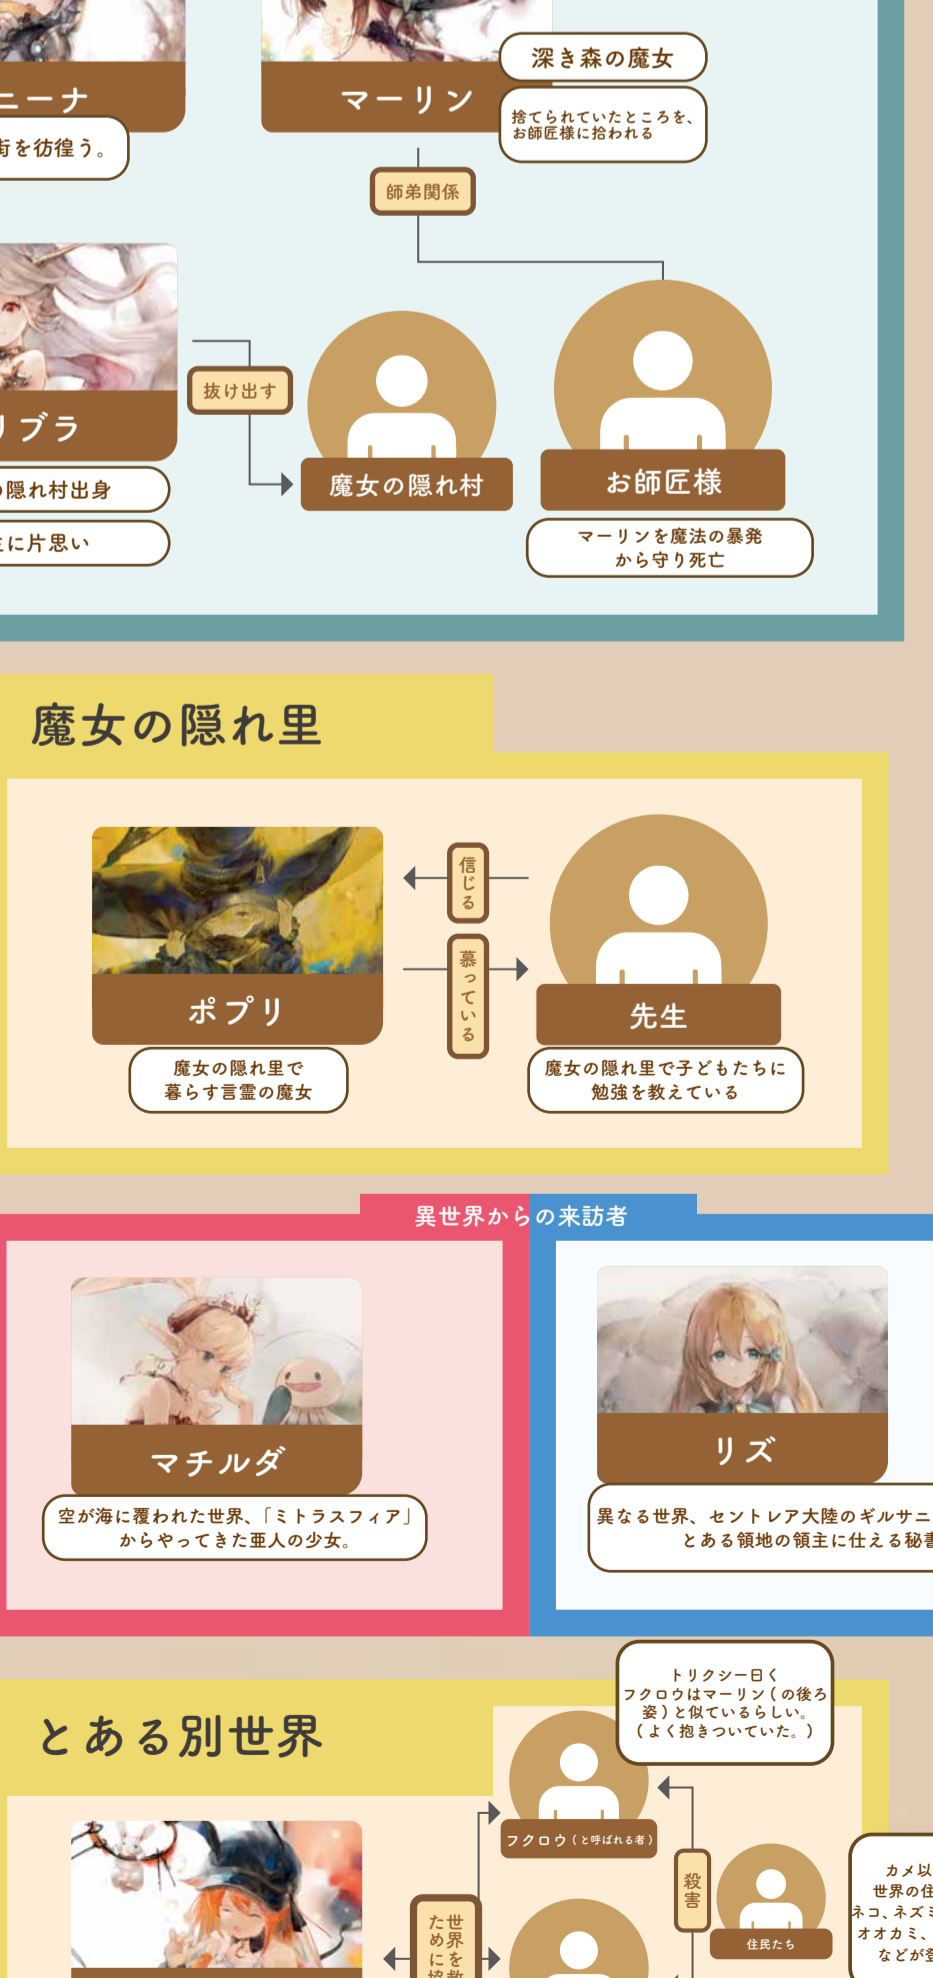 ニーナ
マーリン
深き森の魔女
捨てられていたところを、
お師匠様に拾われる
街を彷徨う。
師弟関係
抜け出す
リブラ
魔女の隠れ村
お師匠様
隠れ村出身
に片思い
マーリンを魔法の暴発
から守り死亡
魔女の隠れ里
信じる
慕っている
ポプリ
先生
魔女の隠れ里で
暮らす言霊の魔女
魔女の隠れ里で子どもたちに
勉強を教えている
異世界からの来訪者
マチルダ
空が海に覆われた世界、「ミトラスフィア」
からやってきた亜人の少女。
リズ
異なる世界、セントレア大陸のギルサニ
とある領地の領主に仕える秘書
とある別世界
トリクシー曰く
フクロウはマーリン(の後ろ
姿)と似ているらしい。
(よく抱きついていた。)
フクロウ(と呼ばれる者)
殺害
住民たち
世界を救
ために協
カメ以
世界の住
ネコ、ネズミ
オオカミ、
などが登